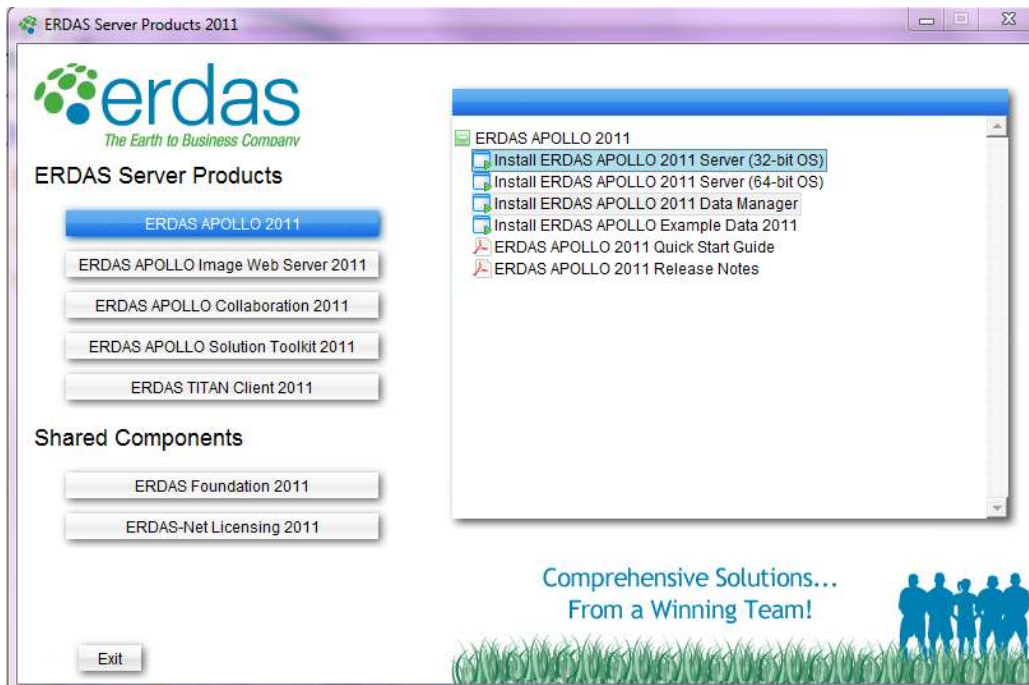 ERDAS Server Products 2011
erdas
The Earth to Business Company
ERDAS Server Products
ERDAS APOLLO 2011
ERDAS APOLLO Image Web Server 2011
ERDAS APOLLO Collaboration 2011
ERDAS APOLLO Solution Toolkit 2011
ERDAS TITAN Client 2011
Shared Components
ERDAS Foundation 2011
ERDAS-Net Licensing 2011
Exit
ERDAS APOLLO 2011
Install ERDAS APOLLO 2011 Server (32-bit OS)
Install ERDAS APOLLO 2011 Server (64-bit OS)
Install ERDAS APOLLO 2011 Data Manager
Install ERDAS APOLLO Example Data 2011
ERDAS APOLLO 2011 Quick Start Guide
ERDAS APOLLO 2011 Release Notes
Comprehensive Solutions...
From a Winning Team!